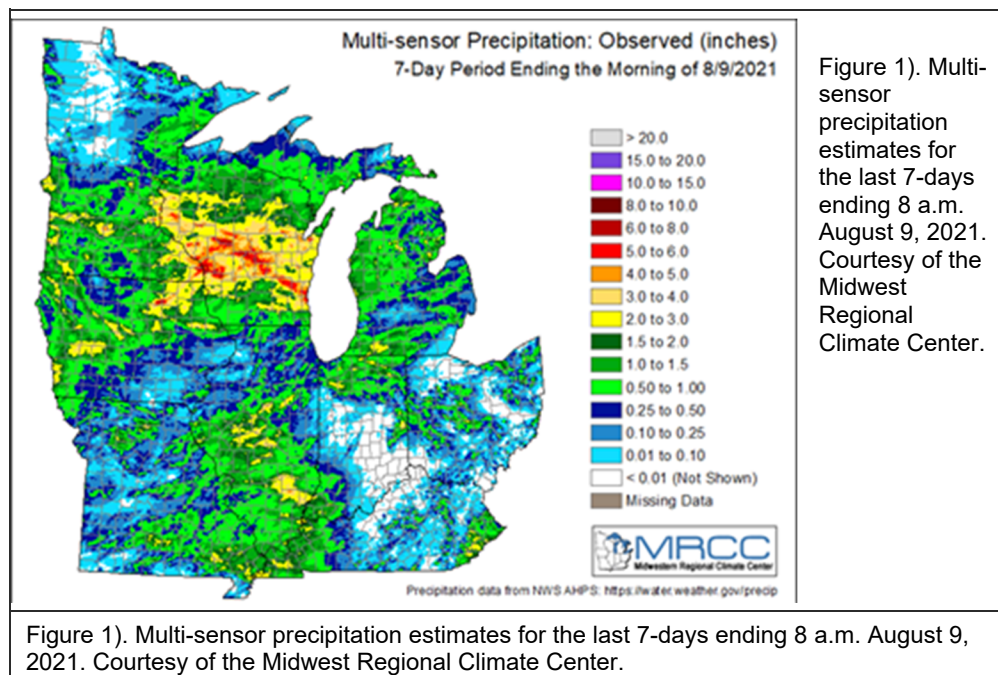 Multi-sensor Precipitation: Observed (inches)
7-Day Period Ending the Morning of 8/9/2021
> 20.0
15.0 to 20.0
10.0 to 15.0
8.0 to 10.0
6.0 to 8.0
5.0 to 6.0
4.0 to 5.0
3.0 to 4.0
2.0 to 3.0
1.5 to 2.0
1.0 to 1.5
0.50 to 1.00
0.25 to 0.50
0.10 to 0.25
0.01 to 0.10
< 0.01 (Not Shown)
Missing Data
MRCC
Midwestern Regional Climate Center
Precipitation data from NWS AHPS: https://water.weather.gov/precip
Figure 1). Multi-
sensor
precipitation
estimates for
the last 7-days
ending 8 a.m.
August 9, 2021.
Courtesy of the
Midwest
Regional
Climate Center.
Figure 1). Multi-sensor precipitation estimates for the last 7-days ending 8 a.m. August 9,
2021. Courtesy of the Midwest Regional Climate Center.